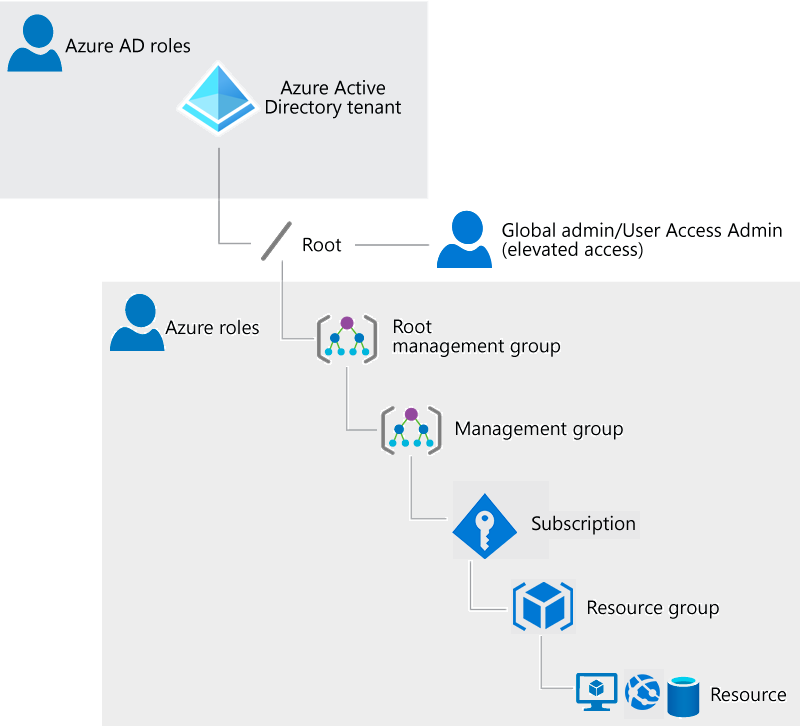 Azure AD roles
Azure Active
Directory tenant
Root
Global admin/User Access Admin
(elevated access)
Azure roles
Root
management group
Management group
Subscription
Resource group
Resource